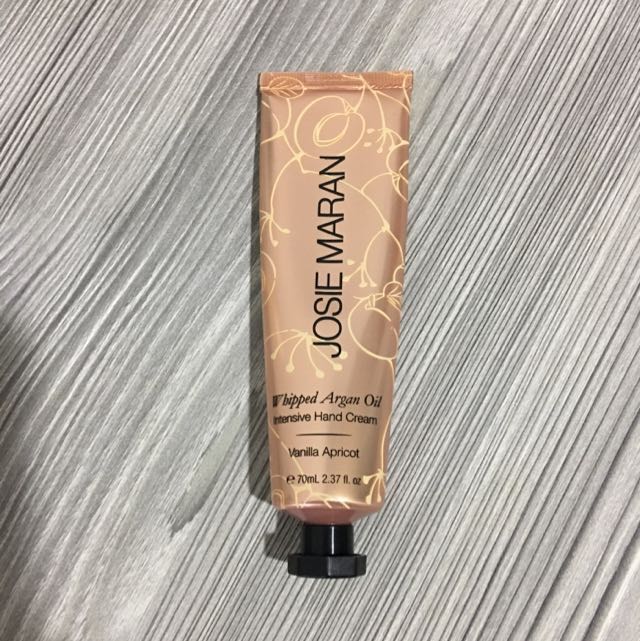 JOSIE MARAN
Whipped Argan Oil
Intensive Hand Cream
Vanilla Apricot
℮ 70mL 2.37 fl. oz